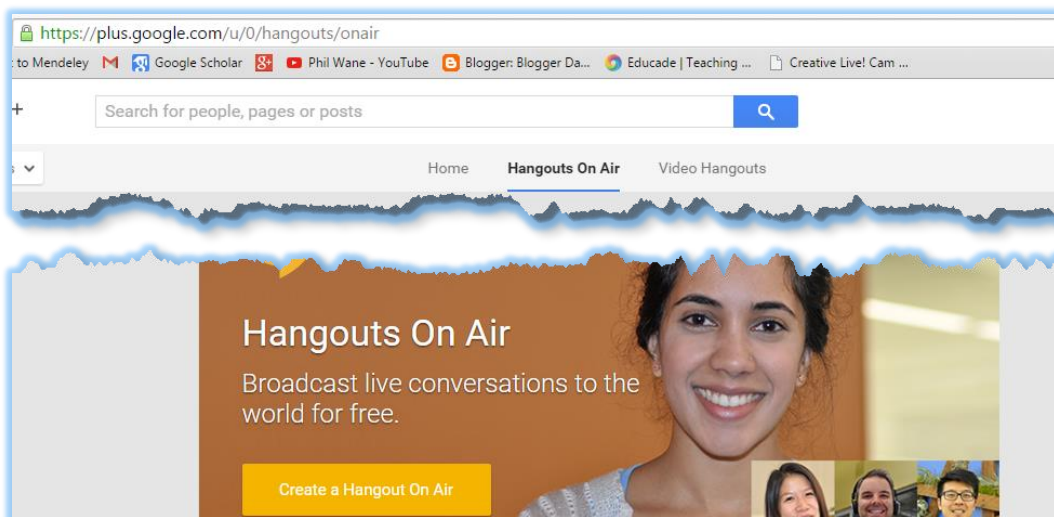 https://plus.google.com/u/0/hangouts/onair
to Mendeley Google Scholar 8+ Phil Wane - YouTube Blogger: Blogger Da... Educade | Teaching ... Creative Live! Cam ...
+ Search for people, pages or posts
Home Hangouts On Air Video Hangouts
Hangouts On Air
Broadcast live conversations to the
world for free.
Create a Hangout On Air